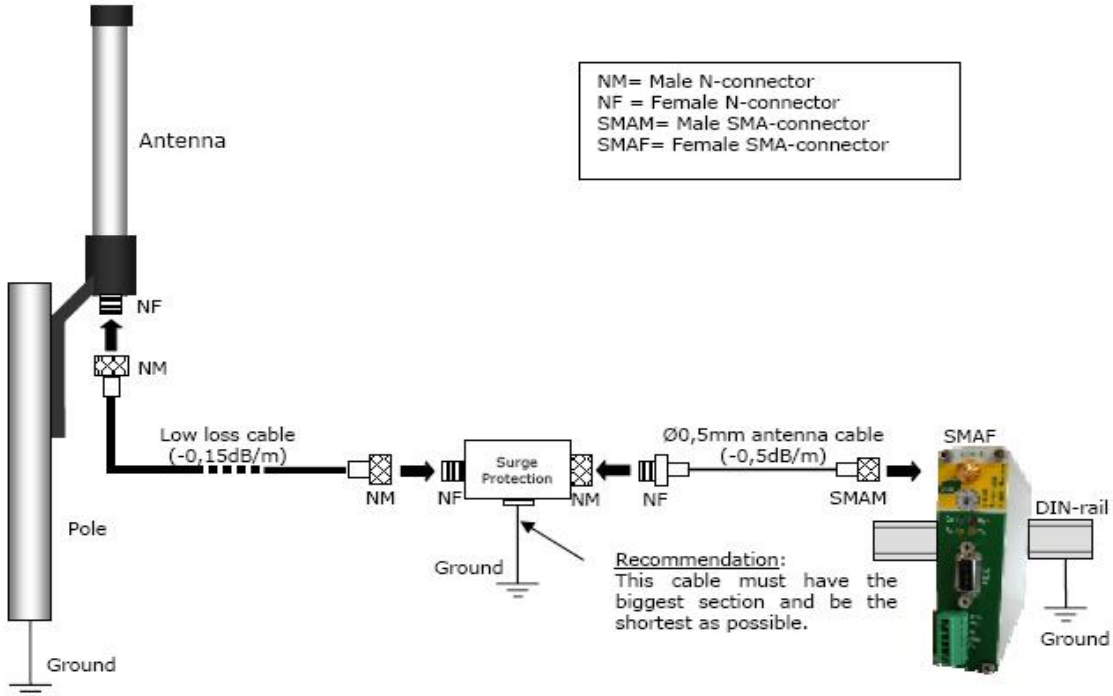 NM= Male N-connector
NF = Female N-connector
SMAM= Male SMA-connector
SMAF= Female SMA-connector
Antenna
NF
NM
Low loss cable
(-0,15dB/m)
Ø0,5mm antenna cable
(-0,5dB/m)
SMAF
Surge
Protection
NM
NF
NM
NF
SMAM
DIN-rail
Pole
Ground
Recommendation:
This cable must have the
biggest section and be the
shortest as possible.
Ground
Ground